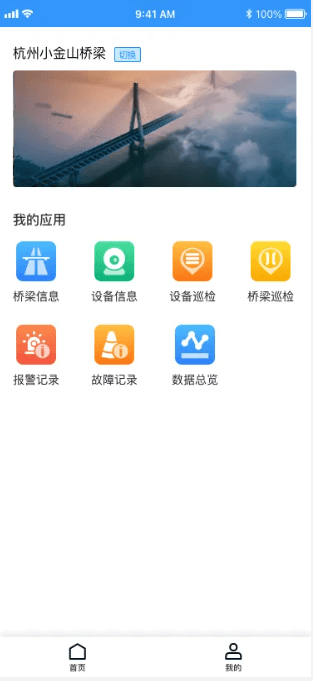 9:41 AM 100%
杭州小金山桥梁 切换
我的应用
桥梁信息 设备信息 设备巡检 桥梁巡检
报警记录 故障记录 数据总览
首页 我的